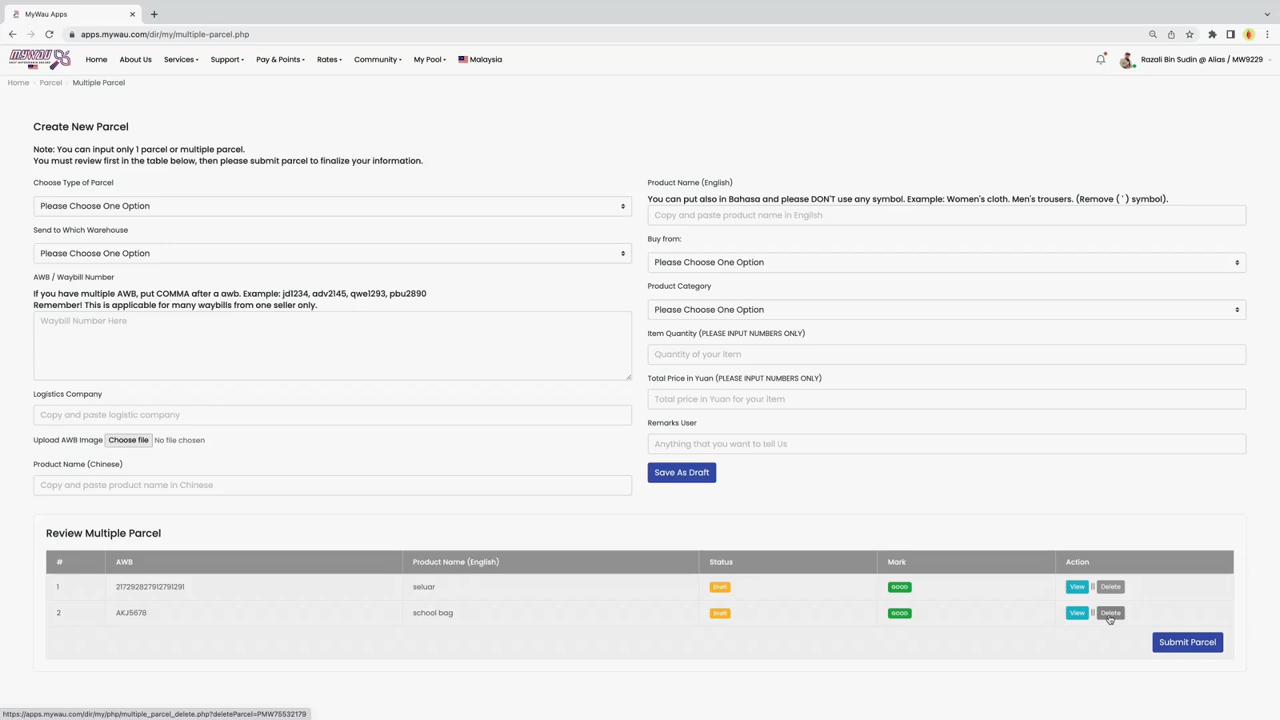 MyWau Apps
apps.mywau.com/dir/my/multiple-parcel.php
MYWAU
Home
About Us
Services
Support
Pay & Points
Rates
Community
My Pool
Malaysia
Razali Bin Sudin @ Alias / MW9229
Home
Parcel
Multiple Parcel
Create New Parcel
Note: You can input only 1 parcel or multiple parcel.
You must review first in the table below, then please submit parcel to finalize your information.
Choose Type of Parcel
Please Choose One Option
Send to Which Warehouse
Please Choose One Option
AWB / Waybill Number
If you have multiple AWB, put COMMA after a awb. Example: jd1234, adv2145, qwe1293, pbu2890
Remember! This is applicable for many waybills from one seller only.
Waybill Number Here
Logistics Company
Copy and paste logistic company
Upload AWB Image Choose file No file chosen
Product Name (Chinese)
Copy and paste product name in Chinese
Product Name (English)
You can put also in Bahasa and please DON'T use any symbol. Example: Women's cloth. Men's trousers. (Remove ( ' ) symbol).
Copy and paste product name in English
Buy from:
Please Choose One Option
Product Category
Please Choose One Option
Item Quantity (PLEASE INPUT NUMBERS ONLY)
Quantity of your item
Total Price in Yuan (PLEASE INPUT NUMBERS ONLY)
Total price in Yuan for your item
Remarks User
Anything that you want to tell Us
Save As Draft
Review Multiple Parcel
# AWB Product Name (English) Status Mark Action
1 217292827912791291 seluar Draft GOOD View || Delete
2 AKJ5678 school bag Draft GOOD View || Delete
Submit Parcel
https://apps.mywau.com/dir/my/php/multiple_parcel_delete.php?deleteParcel=PMW75532179